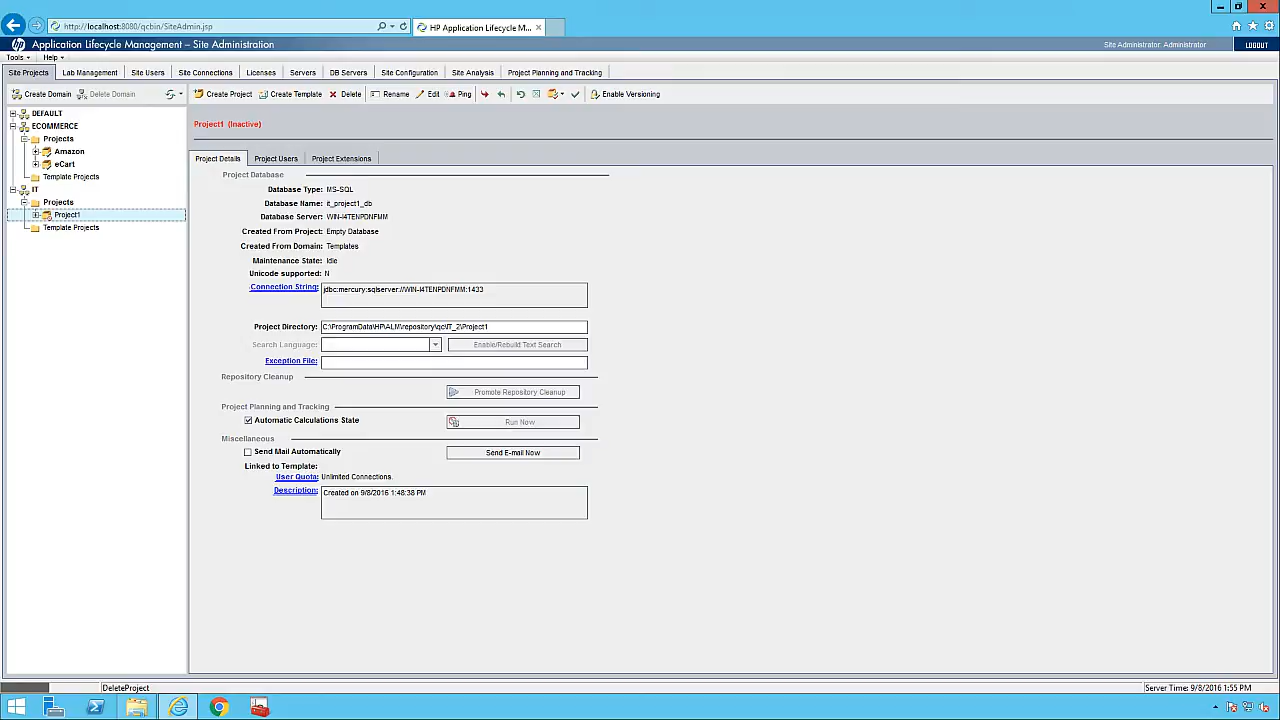 http://localhost:8080/qcbin/SiteAdmin.jsp
HP Application Lifecycle M...
Application Lifecycle Management – Site Administration
Site Administrator: Administrator
LOGOUT
Tools Help
Site Projects Lab Management Site Users Site Connections Licenses Servers DB Servers Site Configuration Site Analysis Project Planning and Tracking
Create Domain Delete Domain Create Project Create Template Delete Rename Edit Ping Enable Versioning
DEFAULT
ECOMMERCE
Projects
Amazon
eCart
Template Projects
IT
Projects
Project1
Template Projects
Project1 (Inactive)
Project Details Project Users Project Extensions
Project Database
Database Type: MS-SQL
Database Name: it_project1_db
Database Server: WIN-I4TENPDNFMM
Created From Project: Empty Database
Created From Domain: Templates
Maintenance State: Idle
Unicode supported: N
Connection String: jdbc:mercury:sqlserver://WIN-I4TENPDNFMM:1433
Project Directory: C:\ProgramData\HP\ALM\repository\qc\IT_2\Project1
Search Language: Enable/Rebuild Text Search
Exception File:
Repository Cleanup
Promote Repository Cleanup
Project Planning and Tracking
Automatic Calculations State Run Now
Miscellaneous
Send Mail Automatically Send E-mail Now
Linked to Template:
User Quota: Unlimited Connections.
Description: Created on 9/8/2016 1:48:38 PM
DeleteProject
Server Time: 9/8/2016 1:55 PM